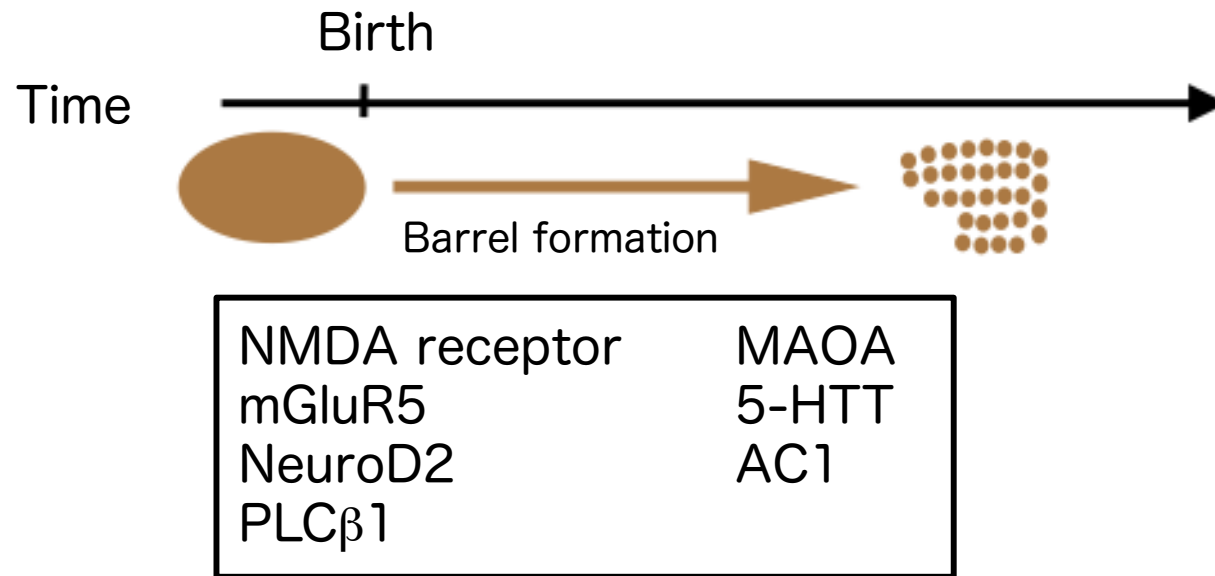 Birth
Time
Barrel formation
NMDA receptor MAOA
mGluR5 5-HTT
NeuroD2 AC1
PLCβ1